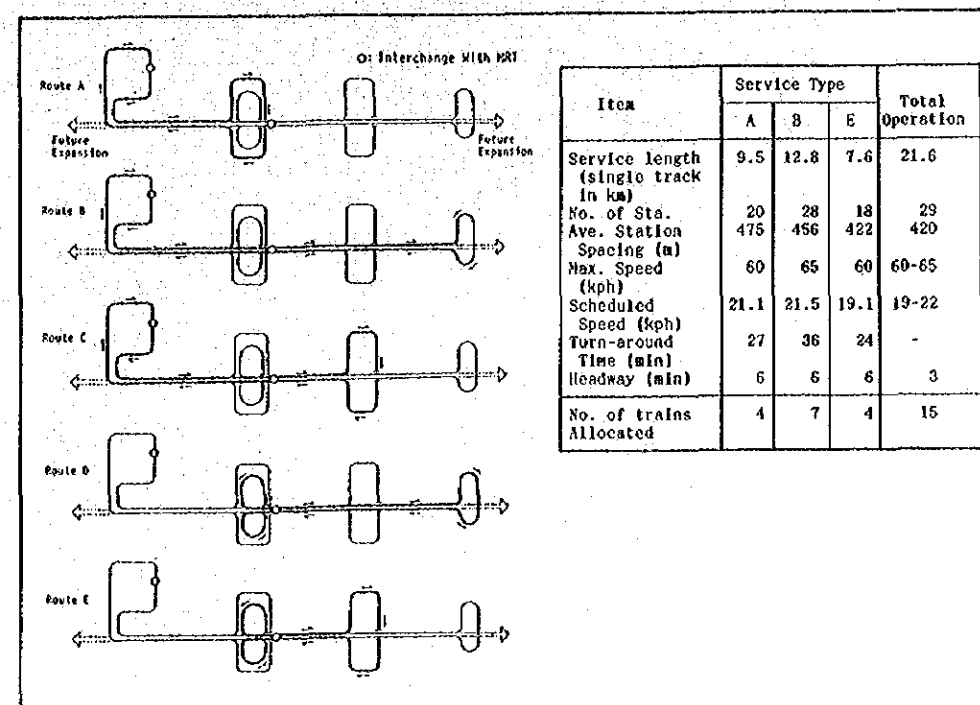 O: Interchange With MRT
Route A
Future Expansion
Future Expansion
Route B
Route C
Route D
Route E
Item Service Type Total Operation
A B E
Service length (single track in km) 9.5 12.8 7.6 21.6
No. of Sta. 20 28 18 29
Ave. Station Spacing (m) 475 456 422 420
Max. Speed (kph) 60 65 60 60-65
Scheduled Speed (kph) 21.1 21.5 19.1 19-22
Turn-around Time (min) 27 36 24 -
Headway (min) 6 6 6 3
No. of trains Allocated 4 7 4 15